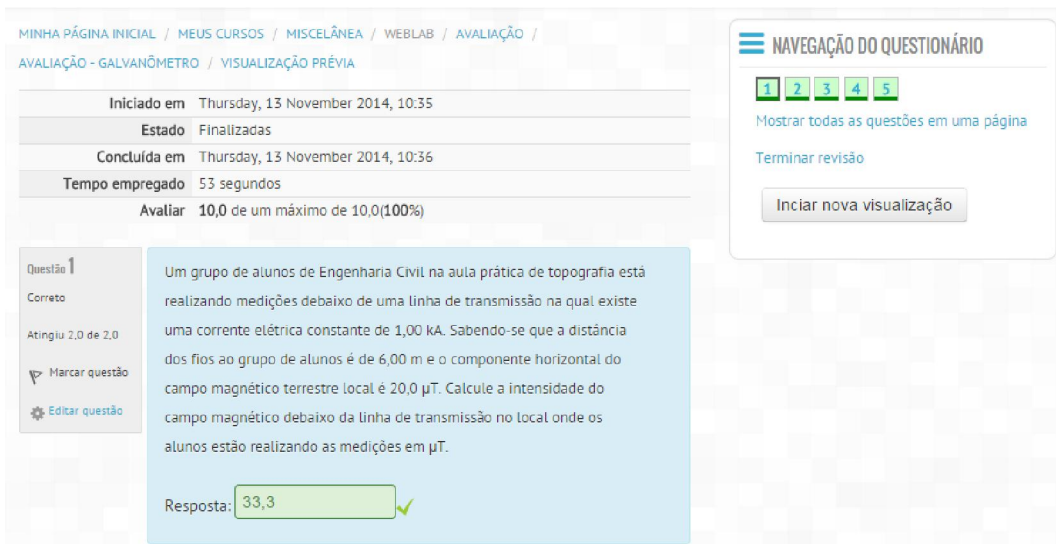 MINHA PÁGINA INICIAL / MEUS CURSOS / MISCELÂNEA / WEBLAB / AVALIAÇÃO /
AVALIAÇÃO - GALVANÔMETRO / VISUALIZAÇÃO PRÉVIA
Iniciado em Thursday, 13 November 2014, 10:35
Estado Finalizadas
Concluída em Thursday, 13 November 2014, 10:36
Tempo empregado 53 segundos
Avaliar 10,0 de um máximo de 10,0(100%)
Questão 1
Correto
Atingiu 2,0 de 2,0
Marcar questão
Editar questão
Um grupo de alunos de Engenharia Civil na aula prática de topografia está
realizando medições debaixo de uma linha de transmissão na qual existe
uma corrente elétrica constante de 1,00 kA. Sabendo-se que a distância
dos fios ao grupo de alunos é de 6,00 m e o componente horizontal do
campo magnético terrestre local é 20,0 μT. Calcule a intensidade do
campo magnético debaixo da linha de transmissão no local onde os
alunos estão realizando as medições em μT.
Resposta: 33,3
NAVEGAÇÃO DO QUESTIONÁRIO
1 2 3 4 5
Mostrar todas as questões em uma página
Terminar revisão
Inciar nova visualização